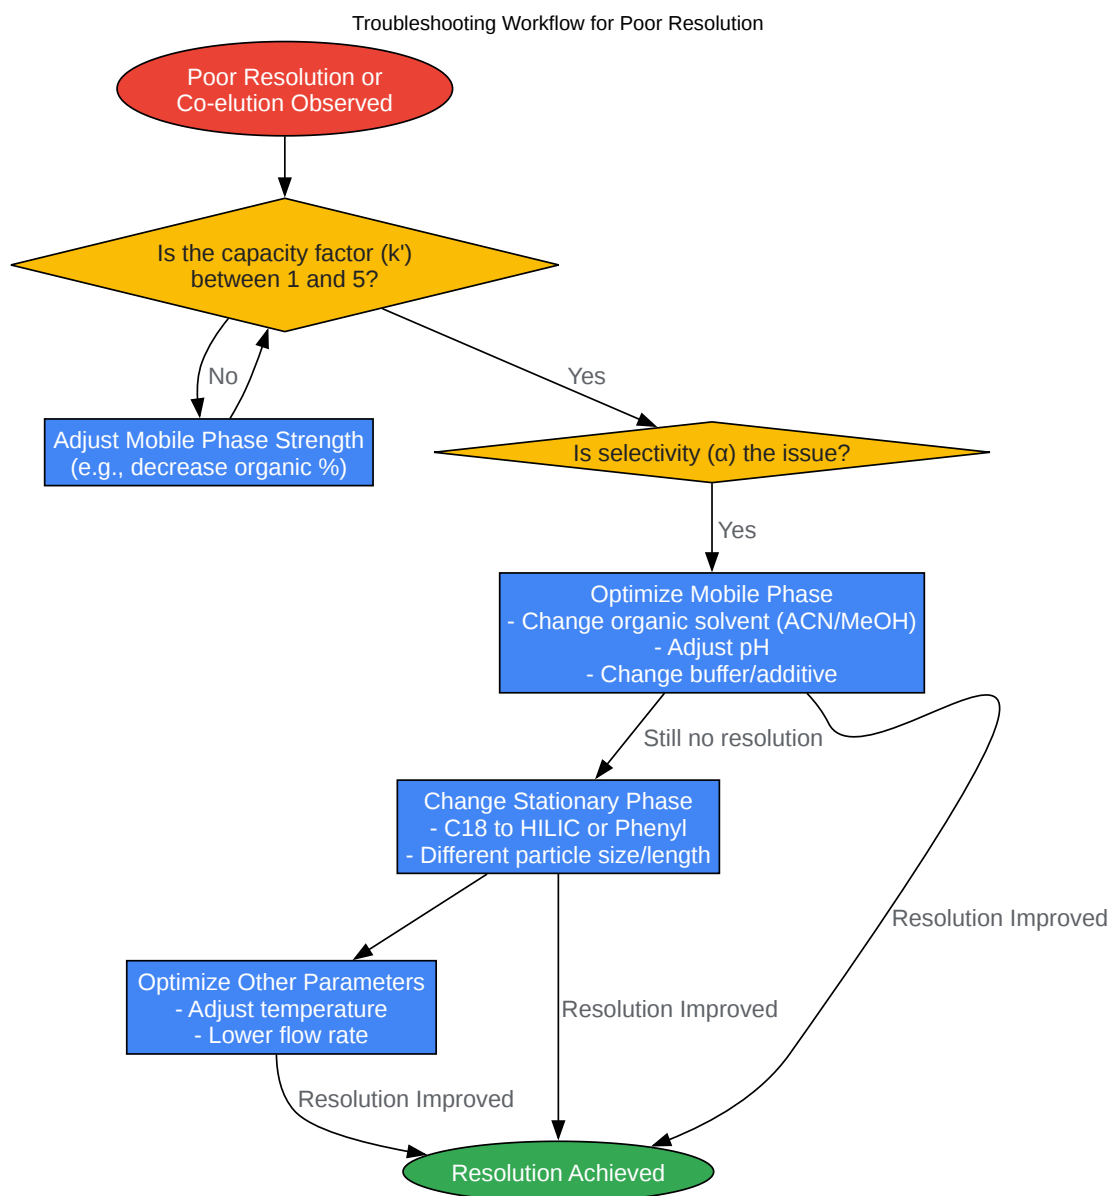 Troubleshooting Workflow for Poor Resolution
Poor Resolution or
Co-elution Observed
Is the capacity factor (k')
between 1 and 5?
No
Yes
Adjust Mobile Phase Strength
(e.g., decrease organic %)
Is selectivity (α) the issue?
Yes
Optimize Mobile Phase
- Change organic solvent (ACN/MeOH)
- Adjust pH
- Change buffer/additive
Still no resolution
Change Stationary Phase
- C18 to HILIC or Phenyl
- Different particle size/length
Resolution Improved
Optimize Other Parameters
- Adjust temperature
- Lower flow rate
Resolution Improved
Resolution Improved
Resolution Achieved